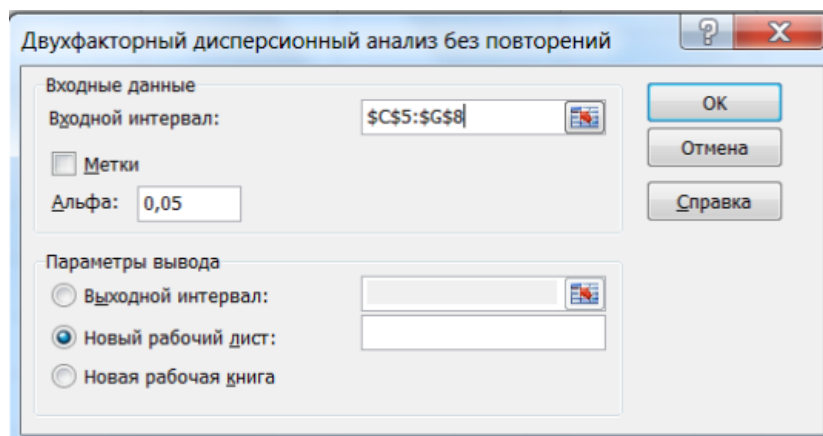 Двухфакторный дисперсионный анализ без повторений
Входные данные
Входной интервал: $C$5:$G$8
Метки
Альфа: 0,05
Параметры вывода
Выходной интервал:
Новый рабочий лист:
Новая рабочая книга
ОК
Отмена
Справка